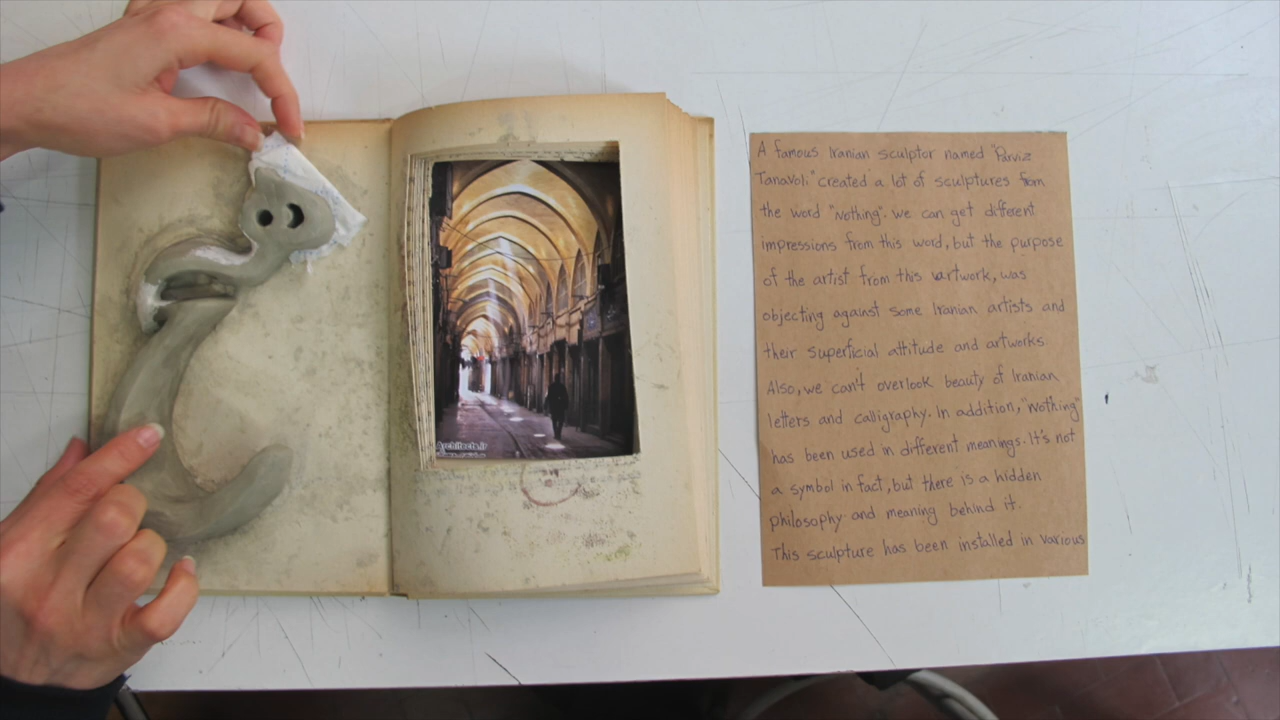 Architects.ir
A famous Iranian sculptor named "Parviz
Tanavoli" created a lot of sculptures from
the word "nothing". we can get different
impressions from this word, but the purpose
of the artist from this artwork, was
objecting against some Iranian artists and
their superficial attitude and artworks
Also, we can't overlook beauty of Iranian
letters and calligraphy. In addition, "nothing"
has been used in different meanings. It's not
a symbol in fact, but there is a hidden
philosophy and meaning behind it.
This sculpture has been installed in various